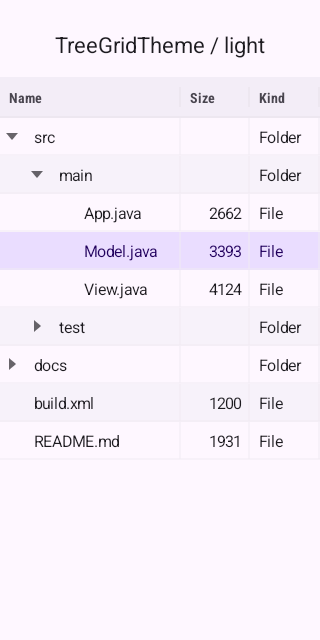 TreeGridTheme / light
Name Size Kind
src Folder
main Folder
App.java 2662 File
Model.java 3393 File
View.java 4124 File
test Folder
docs Folder
build.xml 1200 File
README.md 1931 File